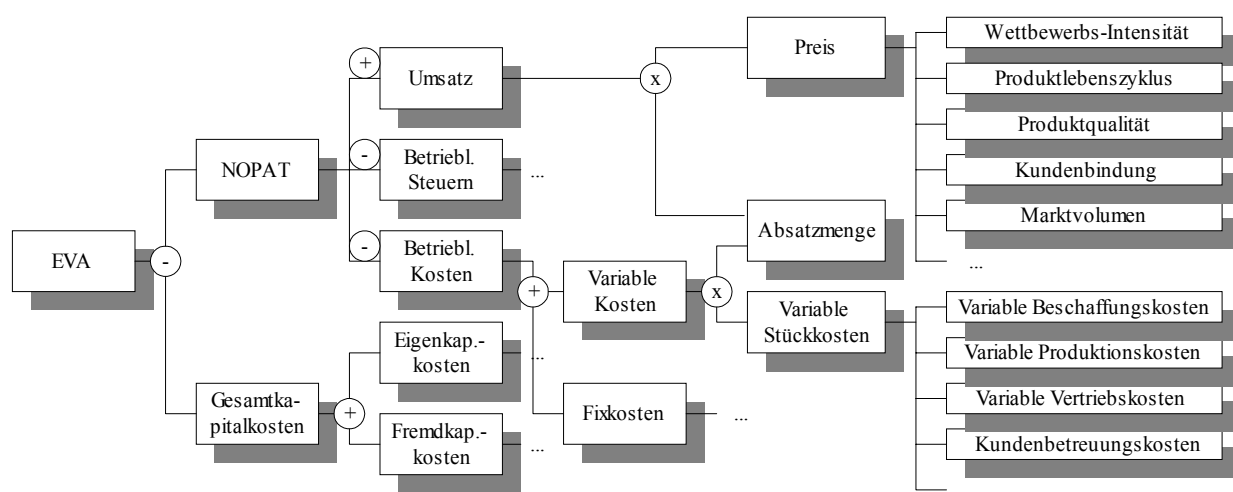 EVA
-
NOPAT
Gesamtka-
pitalkosten
+
-
-
+
Umsatz
Betriebl.
Steuern
...
Betriebl.
Kosten
Eigenkap.-
kosten
...
Fremdkap.-
kosten
...
+
Variable
Kosten
Fixkosten
...
x
x
Preis
Absatzmenge
Variable
Stückkosten
Wettbewerbs-Intensität
Produktlebenszyklus
Produktqualität
Kundenbindung
Marktvolumen
...
Variable Beschaffungskosten
Variable Produktionskosten
Variable Vertriebskosten
Kundenbetreuungskosten